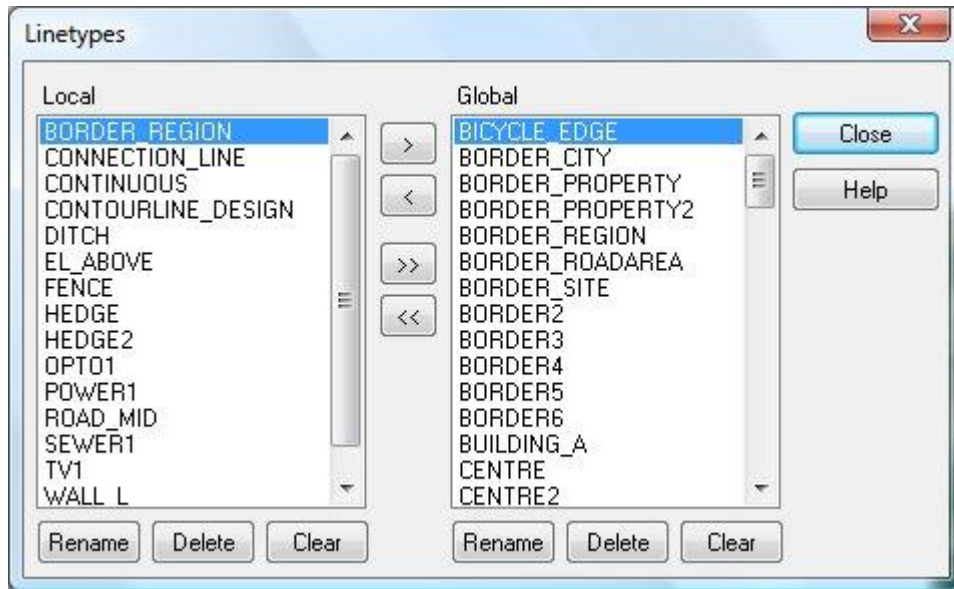 Linetypes
Local
BORDER_REGION
CONNECTION_LINE
CONTINUOUS
CONTOURLINE_DESIGN
DITCH
EL_ABOVE
FENCE
HEDGE
HEDGE2
OPTO1
POWER1
ROAD_MID
SEWER1
TV1
WALL_L
Rename Delete Clear
>
<
>>
<<
Global
BICYCLE_EDGE
BORDER_CITY
BORDER_PROPERTY
BORDER_PROPERTY2
BORDER_REGION
BORDER_ROADAREA
BORDER_SITE
BORDER2
BORDER3
BORDER4
BORDER5
BORDER6
BUILDING_A
CENTRE
CENTRE2
Rename Delete Clear
Close
Help